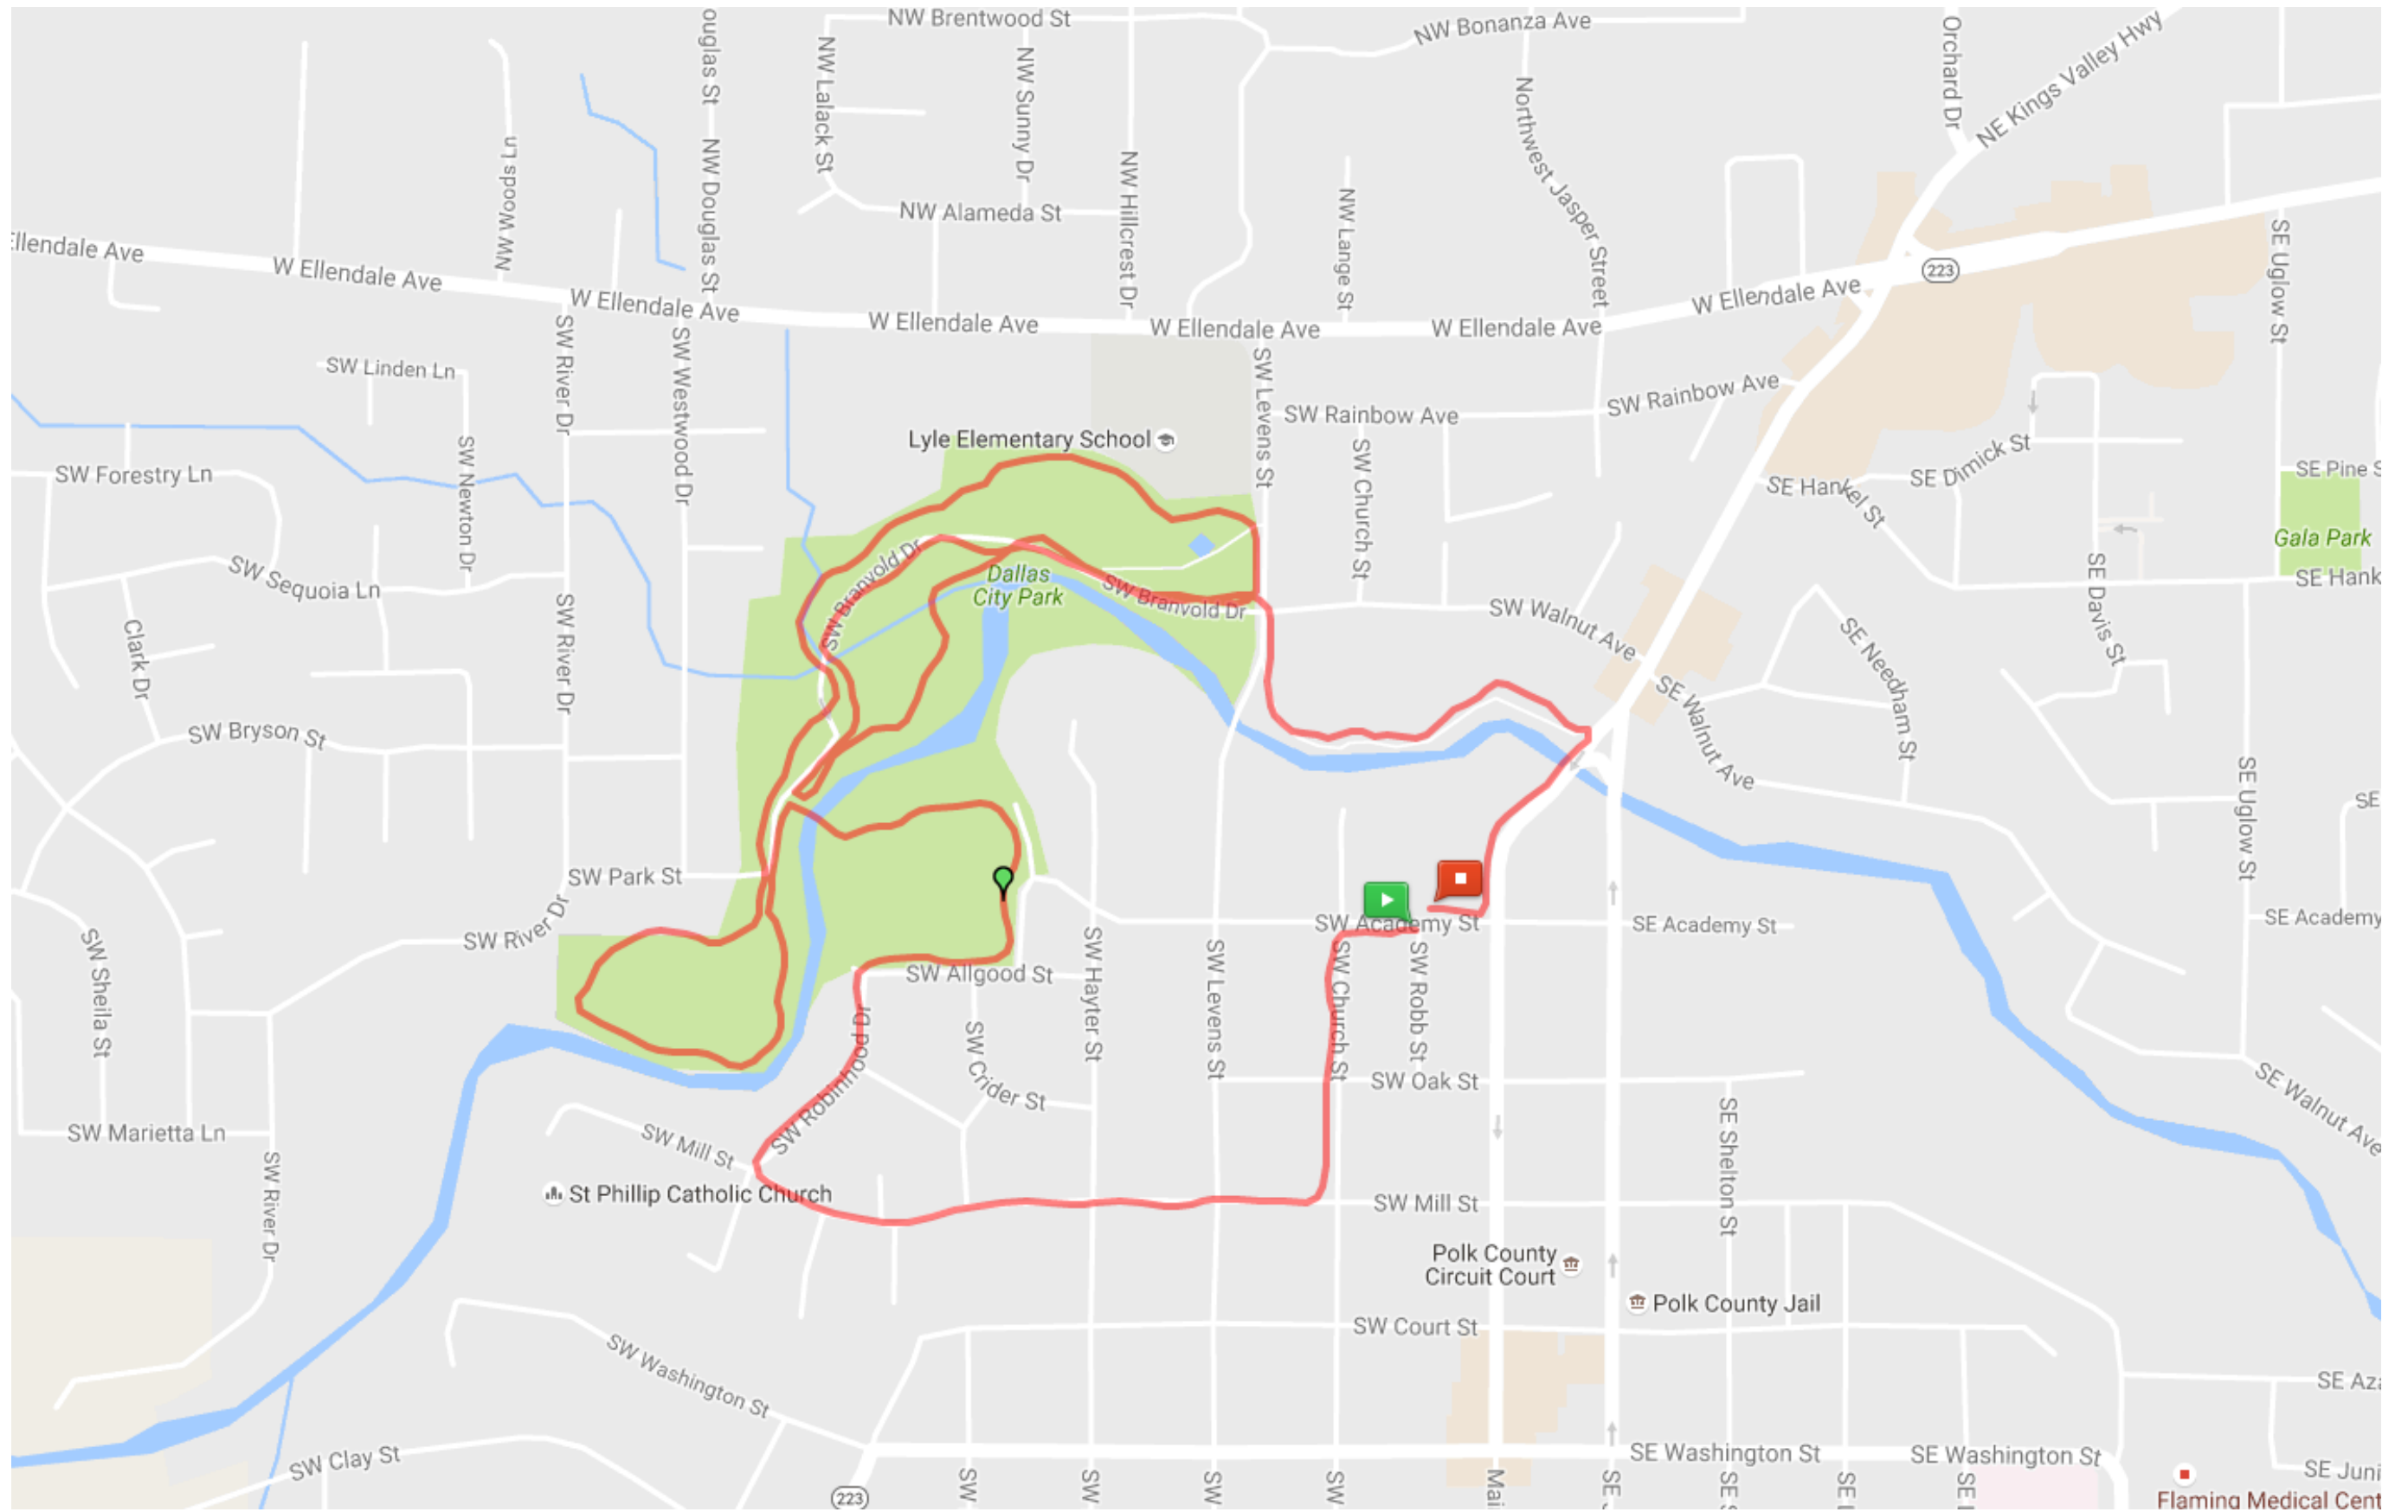 NW Brentwood St
NW Bonanza Ave
ouglas St
NW Lalack St
NW Sunny Dr
Orchard Dr
NE Kings Valley Hwy
NW Woods Ln
NW Douglas St
NW Hillcrest Dr
Northwest Jasper Street
NW Alameda St
NW Lange St
Ellendale Ave
W Ellendale Ave
W Ellendale Ave
W Ellendale Ave
W Ellendale Ave
W Ellendale Ave
W Ellendale Ave
223
SE Uglow St
SW Linden Ln
SW River Dr
SW Westwood Dr
SW Levens St
SW Rainbow Ave
SW Rainbow Ave
Lyle Elementary School
SW Forestry Ln
SW Newton Dr
SW Church St
SE Hankel St
SE Dimick St
SE Pine S
Gala Park
SE Hank
SW Sequoia Ln
SW Branvold Dr
Dallas
City Park
SW Branvold Dr
SW Walnut Ave
SE Davis St
SE Needham St
Clark Dr
SW River Dr
SW Bryson St
SE Walnut Ave
SE Uglow St
SE
SW Park St
SW River Dr
SW Academy St
SE Academy St
SE Academy
SW Sheila St
SW Allgood St
SW Hayter St
SW Levens St
SW Church St
SW Robb St
SW Robinhood Dr
SW Crider St
SW Oak St
SE Walnut Ave
SW Marietta Ln
SW Mill St
SE Shelton St
SW River Dr
St Phillip Catholic Church
SW Mill St
Polk County
Circuit Court
Polk County Jail
SW Court St
SW Washington St
SE Aza
SW Clay St
SE Washington St
SE Washington St
SE Juni
223
SW
SW
SW
SW
Mai
SE
SE
SE
SE
Flaming Medical Cent